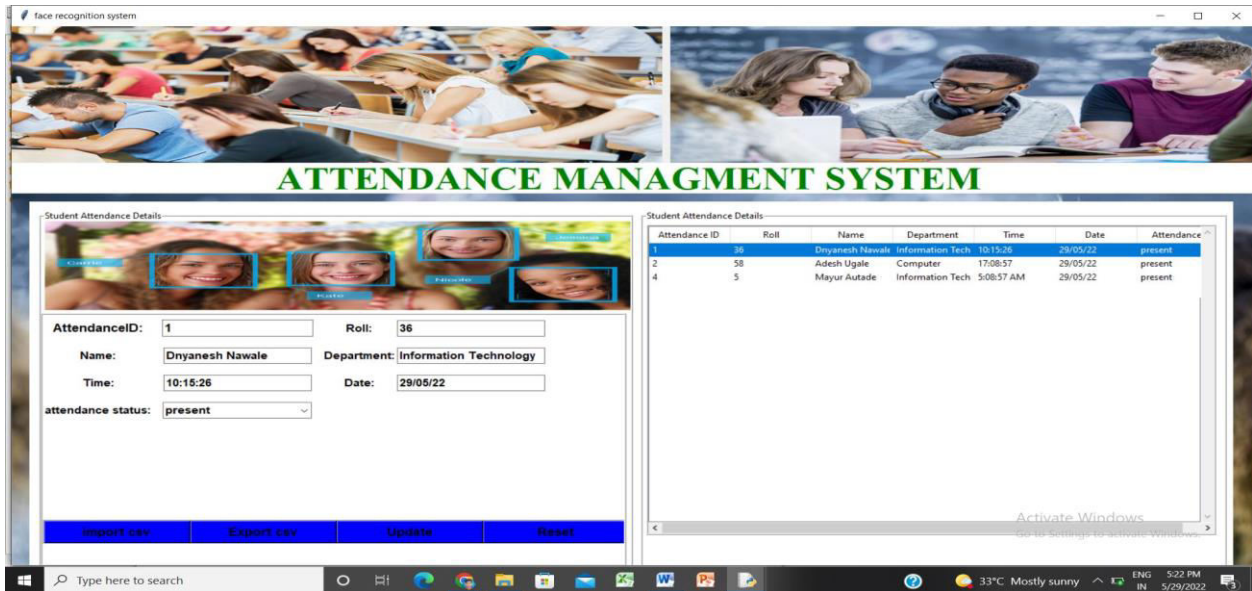 face recognition system
ATTENDANCE MANAGMENT SYSTEM
Student Attendance Details
Carrie
Kate
Nicole
AttendanceID: 1 Roll: 36
Name: Dnyanesh Nawale Department: Information Technology
Time: 10:15:26 Date: 29/05/22
attendance status: present
import csv Export csv Update Reset
Student Attendance Details
Attendance ID Roll Name Department Time Date Attendance
1 36 Dnyanesh Nawale Information Tech 10:15:26 29/05/22 present
2 58 Adesh Ugale Computer 17:08:57 29/05/22 present
4 5 Mayur Autade Information Tech 5:08:57 AM 29/05/22 present
Activate Windows
Go to Settings to activate Windows.
Type here to search
33°C Mostly sunny
ENG 5:22 PM
IN 5/29/2022
3